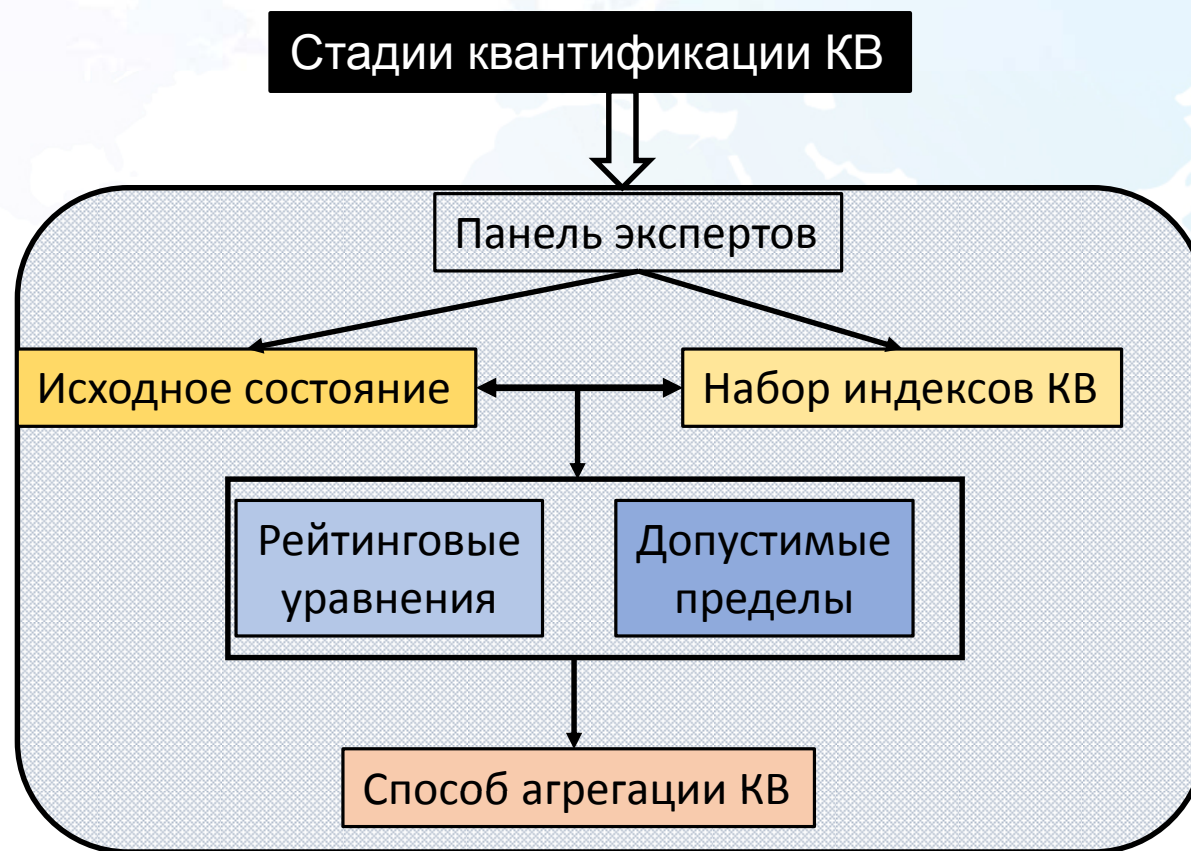 Стадии квантификации КВ
Панель экспертов
Исходное состояние
Набор индексов КВ
Рейтинговые
уравнения
Допустимые
пределы
Способ агрегации КВ